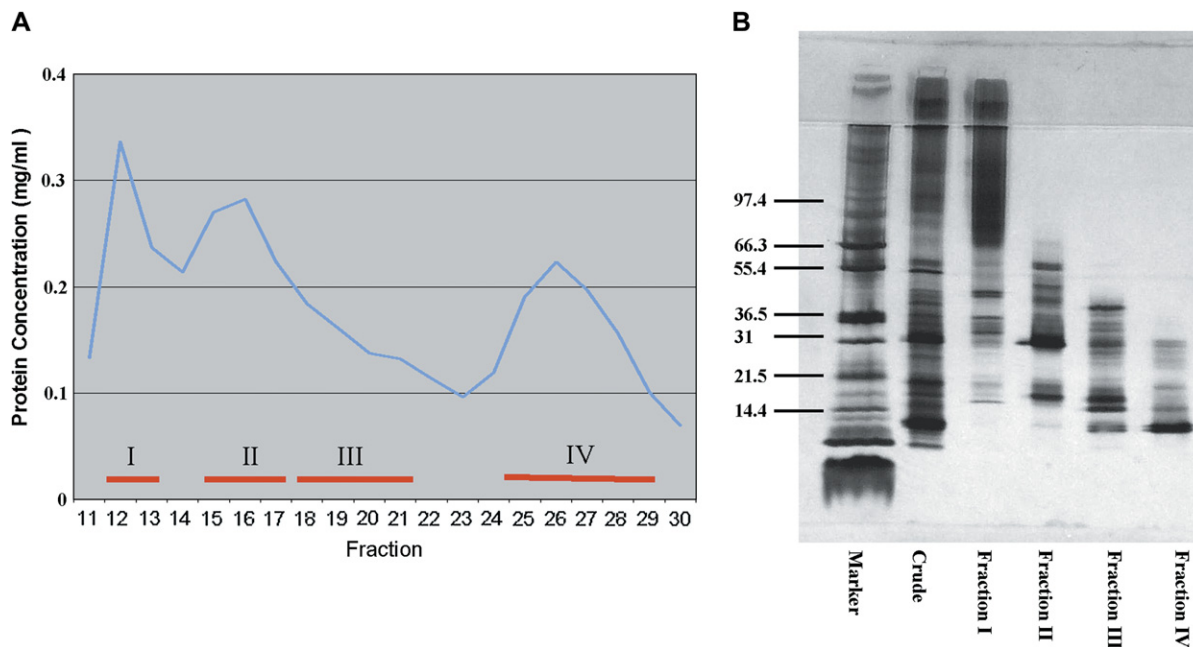 A
Protein Concentration (mg/ml )
0.4
0.3
0.2
0.1
0
I II III IV
11 12 13 14 15 16 17 18 19 20 21 22 23 24 25 26 27 28 29 30
Fraction
B
97.4
66.3
55.4
36.5
31
21.5
14.4
Marker
Crude
Fraction I
Fraction II
Fraction III
Fraction IV